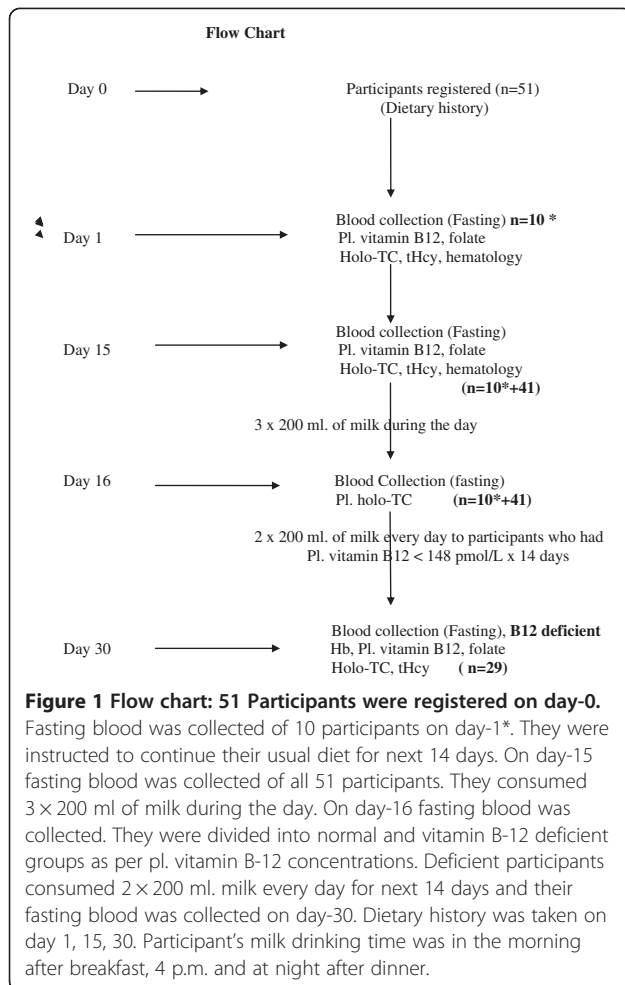 Flow Chart
Day 0
Participants registered (n=51)
(Dietary history)
Day 1
Blood collection (Fasting) n=10 *
Pl. vitamin B12, folate
Holo-TC, tHcy, hematology
Day 15
Blood collection (Fasting)
Pl. vitamin B12, folate
Holo-TC, tHcy, hematology
(n=10*+41)
3 x 200 ml. of milk during the day
Day 16
Blood Collection (fasting)
Pl. holo-TC (n=10*+41)
2 x 200 ml. of milk every day to participants who had
Pl. vitamin B12 < 148 pmol/L x 14 days
Day 30
Blood collection (Fasting), B12 deficient
Hb, Pl. vitamin B12, folate
Holo-TC, tHcy ( n=29)
Figure 1 Flow chart: 51 Participants were registered on day-0.
Fasting blood was collected of 10 participants on day-1*. They were
instructed to continue their usual diet for next 14 days. On day-15
fasting blood was collected of all 51 participants. They consumed
3 × 200 ml of milk during the day. On day-16 fasting blood was
collected. They were divided into normal and vitamin B-12 deficient
groups as per pl. vitamin B-12 concentrations. Deficient participants
consumed 2 × 200 ml. milk every day for next 14 days and their
fasting blood was collected on day-30. Dietary history was taken on
day 1, 15, 30. Participant's milk drinking time was in the morning
after breakfast, 4 p.m. and at night after dinner.